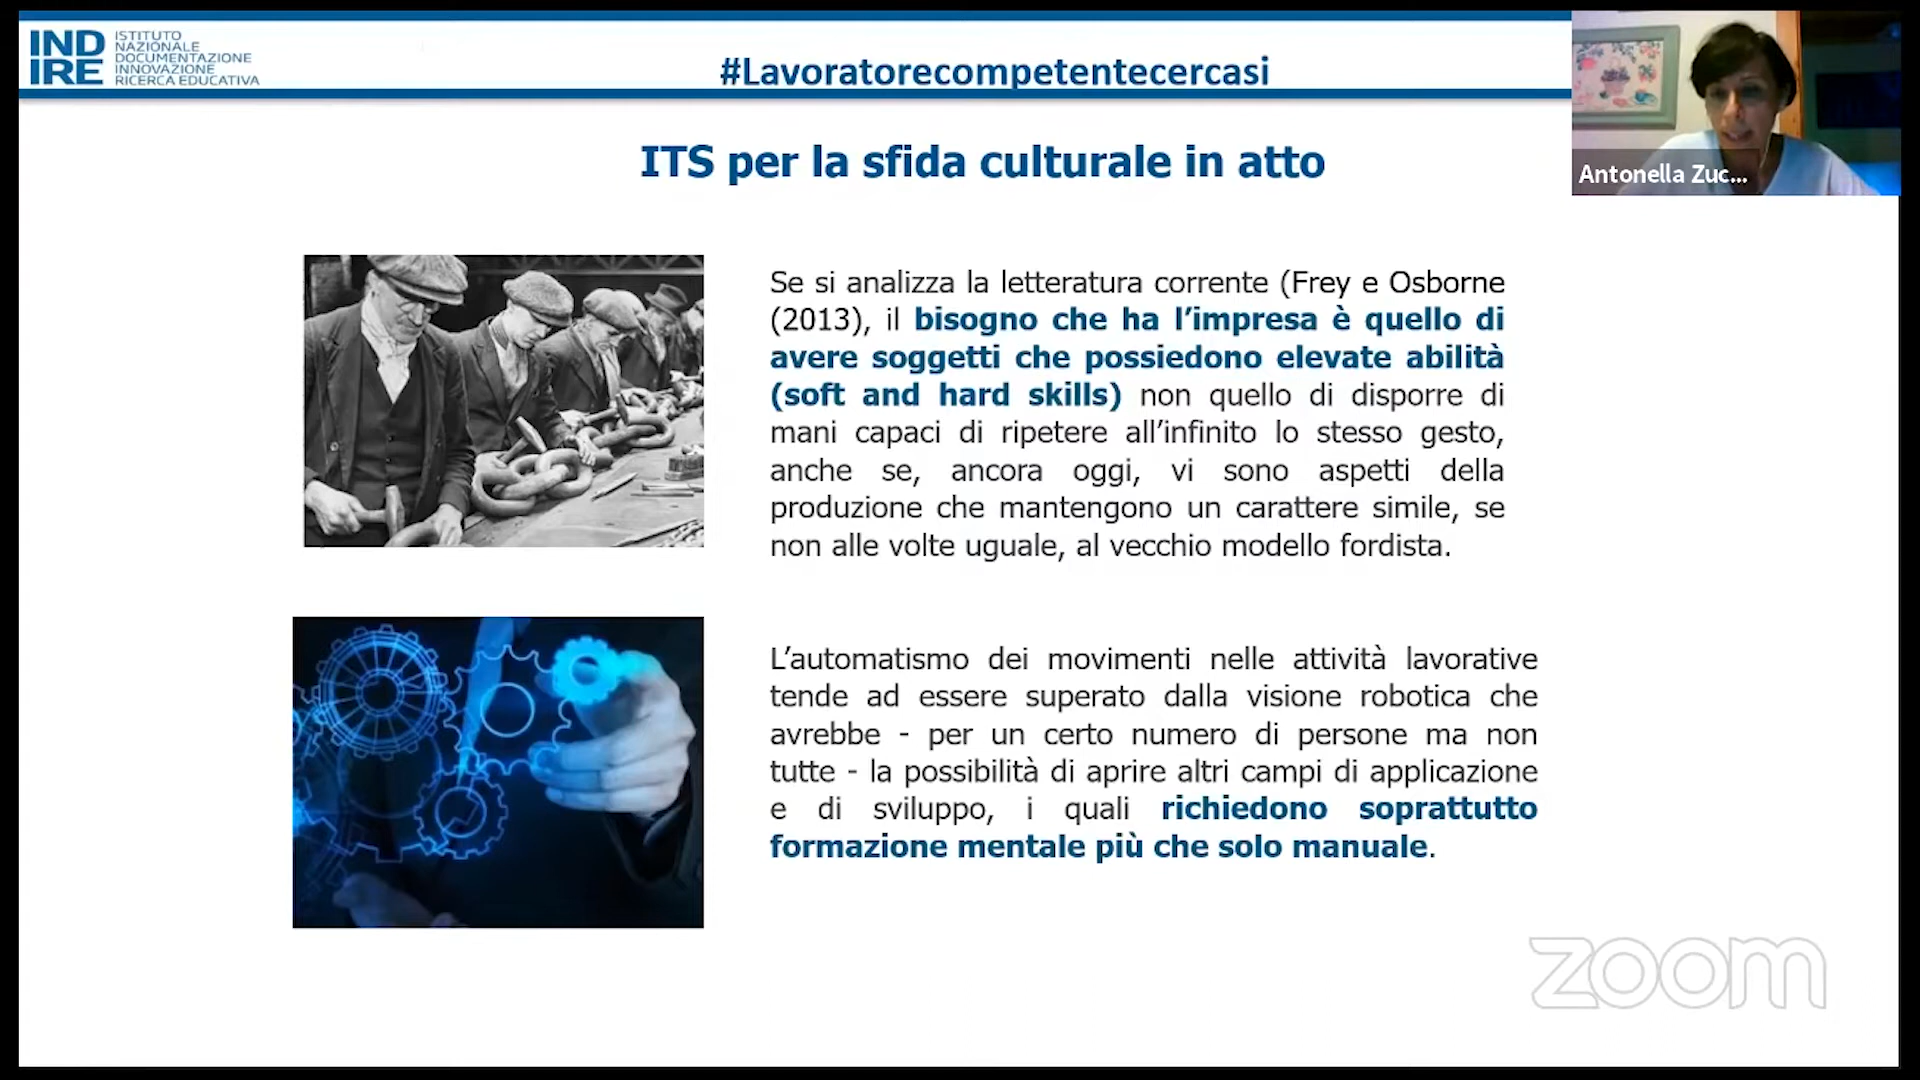 IND
IRE
ISTITUTO
NAZIONALE
DOCUMENTAZIONE
INNOVAZIONE
RICERCA EDUCATIVA
#Lavoratorecompetentecercasi
Antonella Zuc...
ITS per la sfida culturale in atto
Se si analizza la letteratura corrente (Frey e Osborne
(2013), il bisogno che ha l’impresa è quello di
avere soggetti che possiedono elevate abilità
(soft and hard skills) non quello di disporre di
mani capaci di ripetere all’infinito lo stesso gesto,
anche se, ancora oggi, vi sono aspetti della
produzione che mantengono un carattere simile, se
non alle volte uguale, al vecchio modello fordista.
L’automatismo dei movimenti nelle attività lavorative
tende ad essere superato dalla visione robotica che
avrebbe - per un certo numero di persone ma non
tutte - la possibilità di aprire altri campi di applicazione
e di sviluppo, i quali richiedono soprattutto
formazione mentale più che solo manuale.
zoom